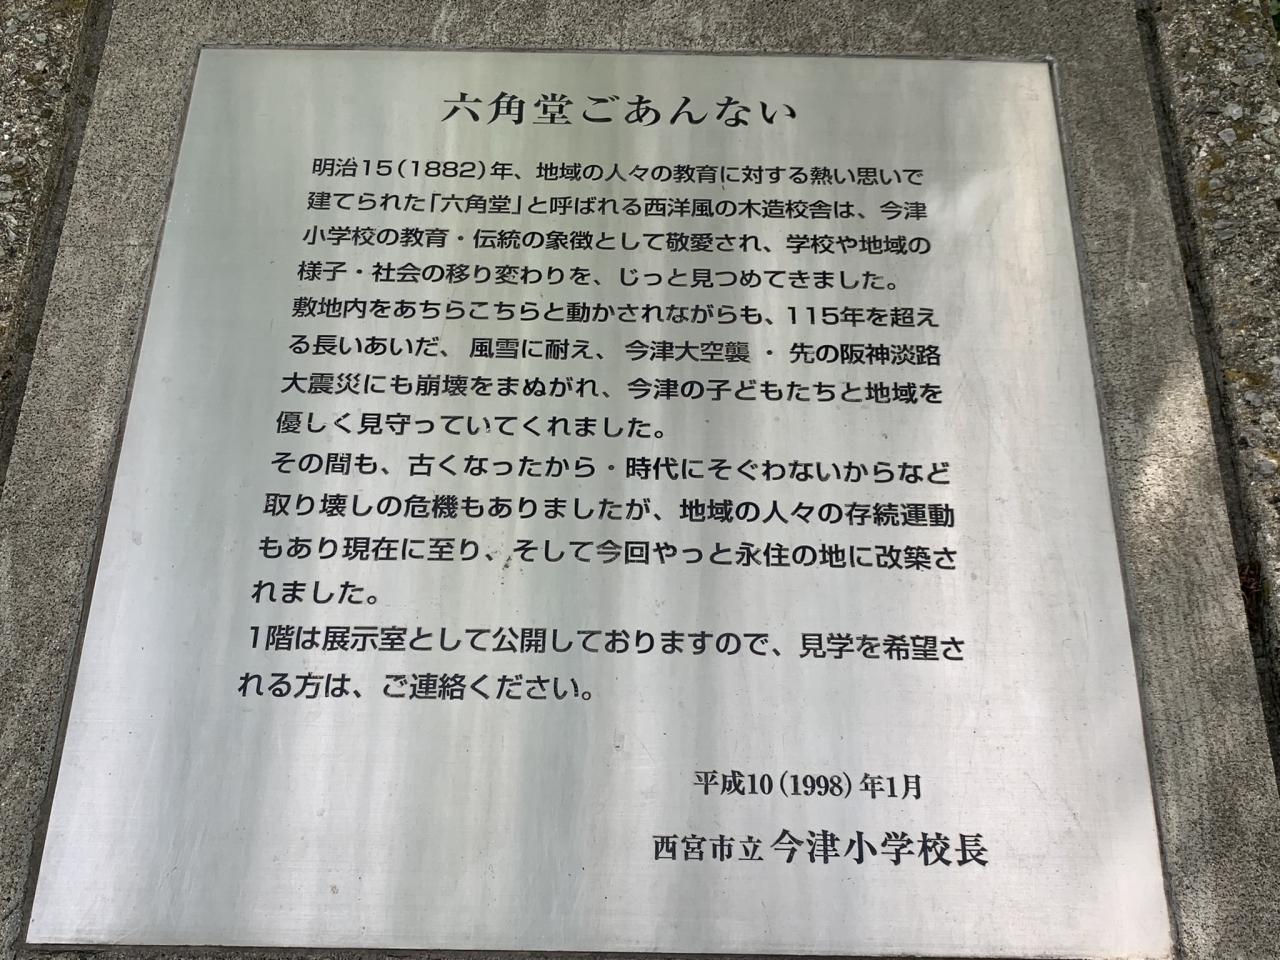 六角堂ごあんない
明治15(1882)年、地域の人々の教育に対する熱い思いで
建てられた「六角堂」と呼ばれる西洋風の木造校舎は、今津
小学校の教育・伝統の象徴として敬愛され、学校や地域の
様子・社会の移り変わりを、じっと見つめてきました。
敷地内をあちらこちらと動かされながらも、115年を超え
る長いあいだ、風雪に耐え、今津大空襲・先の阪神淡路
大震災にも崩壊をまぬがれ、今津の子どもたちと地域を
優しく見守っていてくれました。
その間も、古くなったから・時代にそぐわないからなど
取り壊しの危機もありましたが、地域の人々の存続運動
もあり現在に至り、そして今回やっと永住の地に改築さ
れました。
1階は展示室として公開しておりますので、見学を希望さ
れる方は、ご連絡ください。
平成10(1998)年1月
西宮市立今津小学校長